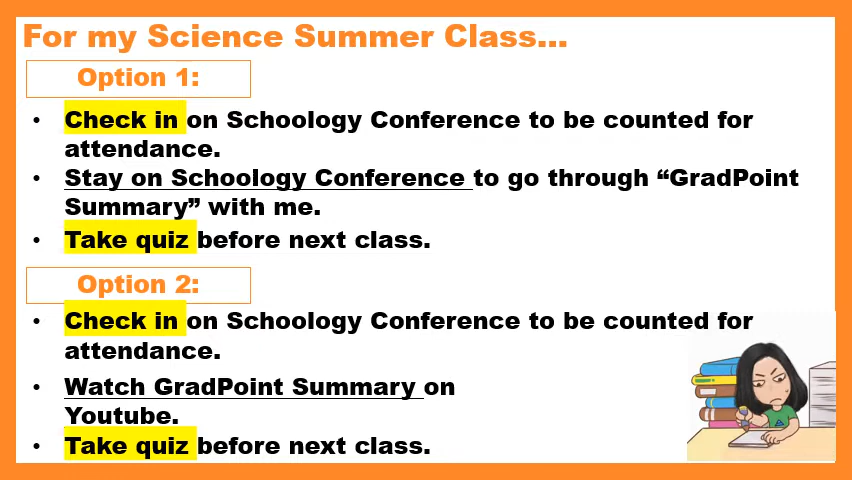 For my Science Summer Class...
Option 1:
• Check in on Schoology Conference to be counted for
attendance.
• Stay on Schoology Conference to go through “GradPoint
Summary” with me.
• Take quiz before next class.
Option 2:
• Check in on Schoology Conference to be counted for
attendance.
• Watch GradPoint Summary on
Youtube.
• Take quiz before next class.